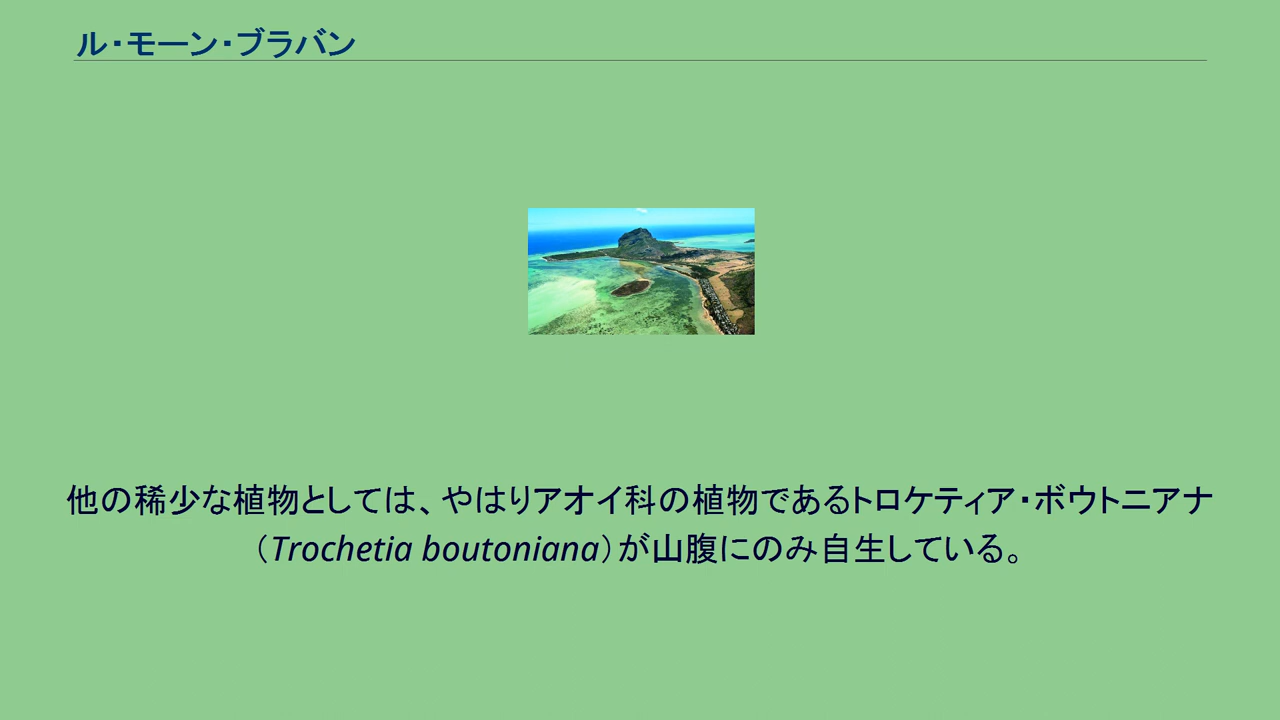 ル・モーン・ブラバン
他の稀少な植物としては、やはりアオイ科の植物であるトロケティア・ボウトニアナ
（Trochetia boutoniana）が山腹にのみ自生している。